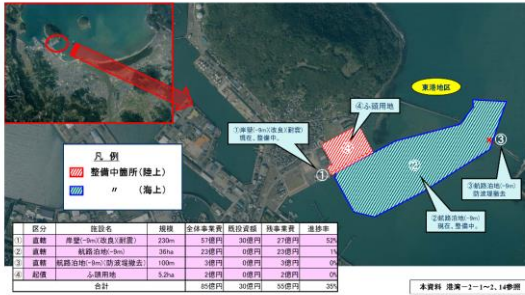 東港地区
④ふ頭用地
①岸壁(-9m)(改良)(耐震)
現在、整備中。
④
①
②
③
③航路泊地(-9m)
防波堤撤去
②航路泊地(-9m)
現在、整備中。
凡 例
整備中箇所(陸上)
〃 (海上)
区分 施設名 規模 全体事業費 既投資額 残事業費 進捗率
① 直轄 岸壁(-9m)(改良)(耐震) 230m 57億円 30億円 27億円 52%
② 直轄 航路泊地(-9m) 36ha 23億円 0億円 23億円 1%
③ 直轄 航路泊地(-9m)(防波堤撤去) 100m 3億円 0億円 3億円 0%
④ 起債 ふ頭用地 5.2ha 2億円 0億円 2億円 0%
合計 85億円 30億円 55億円 35%
本資料 港湾-2-1~2、14参照